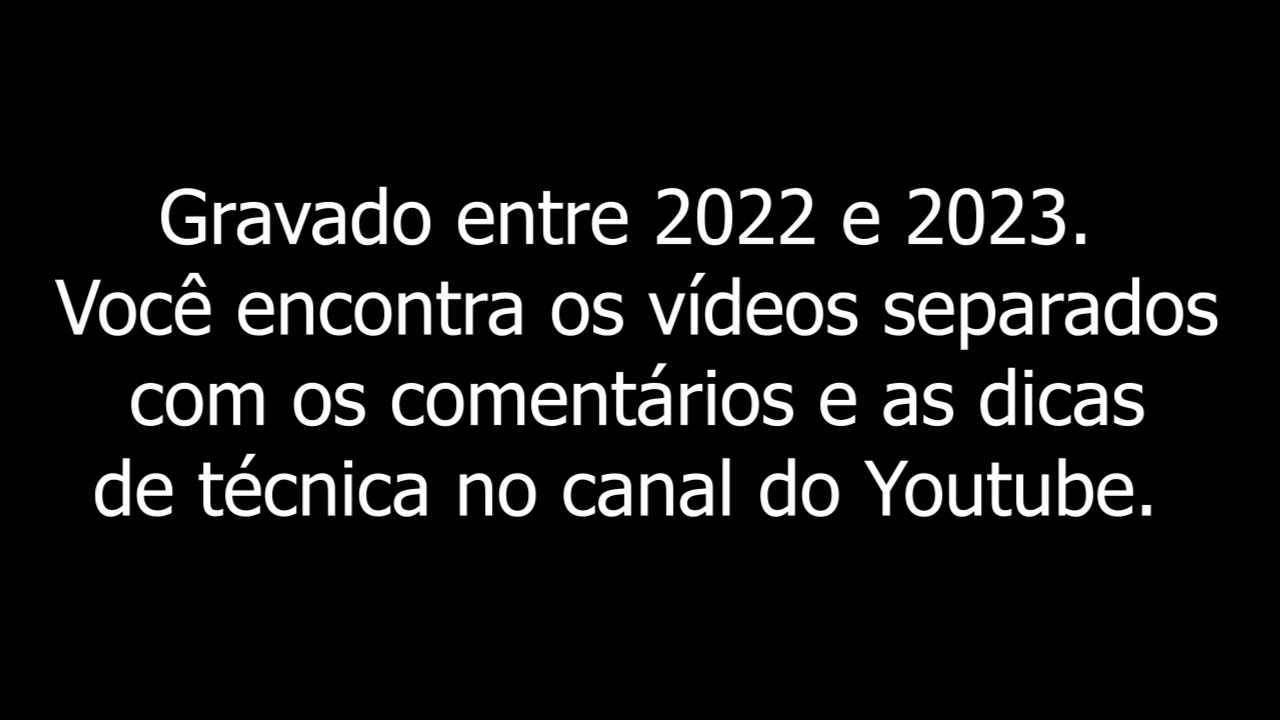 Gravado entre 2022 e 2023.
Você encontra os vídeos separados
com os comentários e as dicas
de técnica no canal do Youtube.